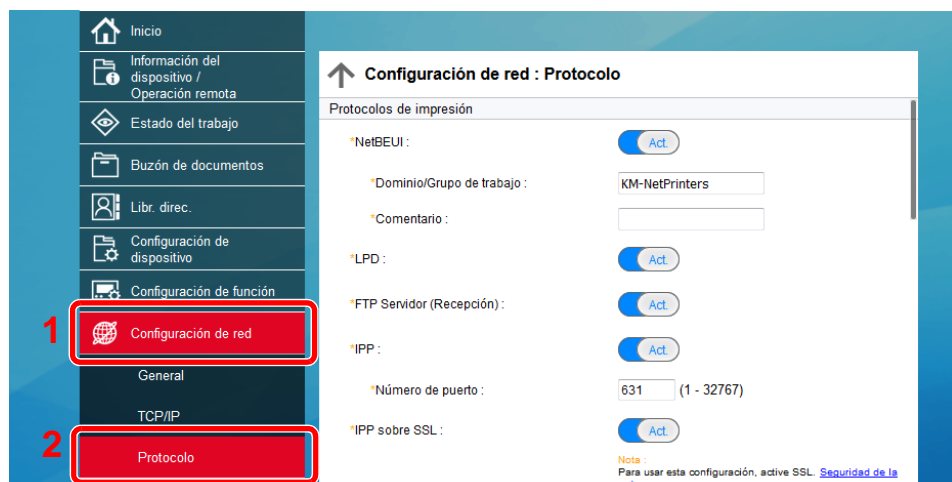 Inicio
Información del
dispositivo /
Operación remota
Estado del trabajo
Buzón de documentos
Libr. direc.
Configuración de
dispositivo
Configuración de función
1
Configuración de red
General
TCP/IP
2
Protocolo
Configuración de red : Protocolo
Protocolos de impresión
*NetBEUI : Act.
*Dominio/Grupo de trabajo : KM-NetPrinters
*Comentario :
*LPD : Act.
*FTP Servidor (Recepción) : Act.
*IPP : Act.
*Número de puerto : 631 (1 - 32767)
*IPP sobre SSL : Act.
Nota :
Para usar esta configuración, active SSL. Seguridad de la